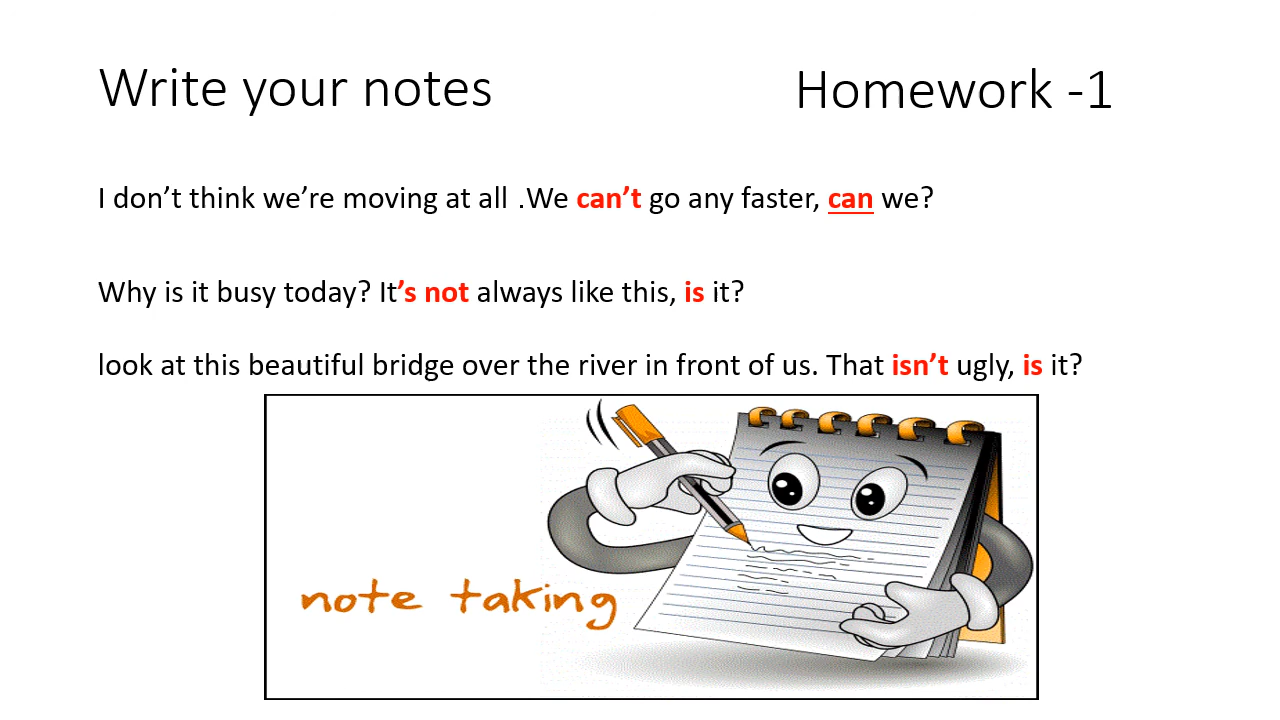 Write your notes Homework -1
I don’t think we’re moving at all .We can’t go any faster, can we?
Why is it busy today? It’s not always like this, is it?
look at this beautiful bridge over the river in front of us. That isn’t ugly, is it?
note taking